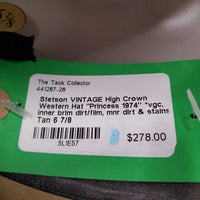 The Tack Collector
441287-26
Stetson VINTAGE High Crown
Western Hat "Princess 1974" *vgc,
inner brim dirt/film, mnr dirt & stains
Tan 6 7/8
$278.00
5L1E57